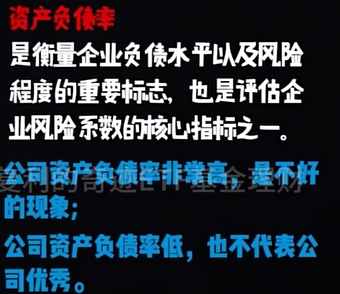 资产负债率
是衡量企业负债水平以及风险
程度的重要标志，也是评估企
业风险系数的核心指标之一。
公司资产负债率非常高，是不好
的现象；
公司资产负债率低，也不代表公
司优秀。